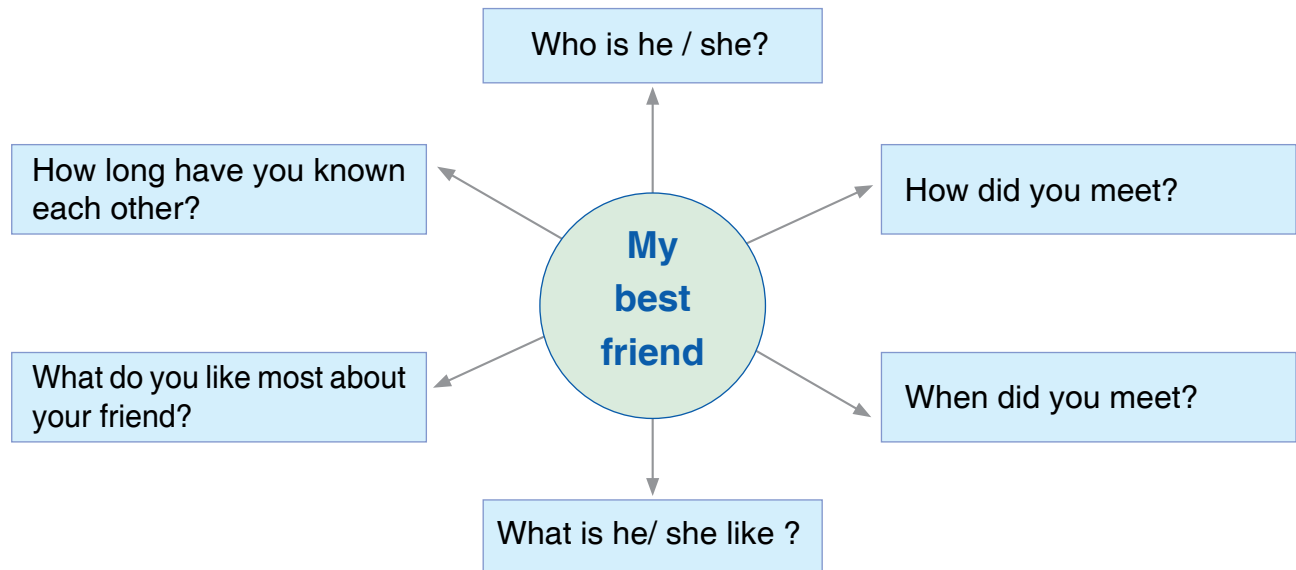 Who is he / she?
How long have you known
each other?
How did you meet?
My
best
friend
What do you like most about
your friend?
When did you meet?
What is he/ she like ?